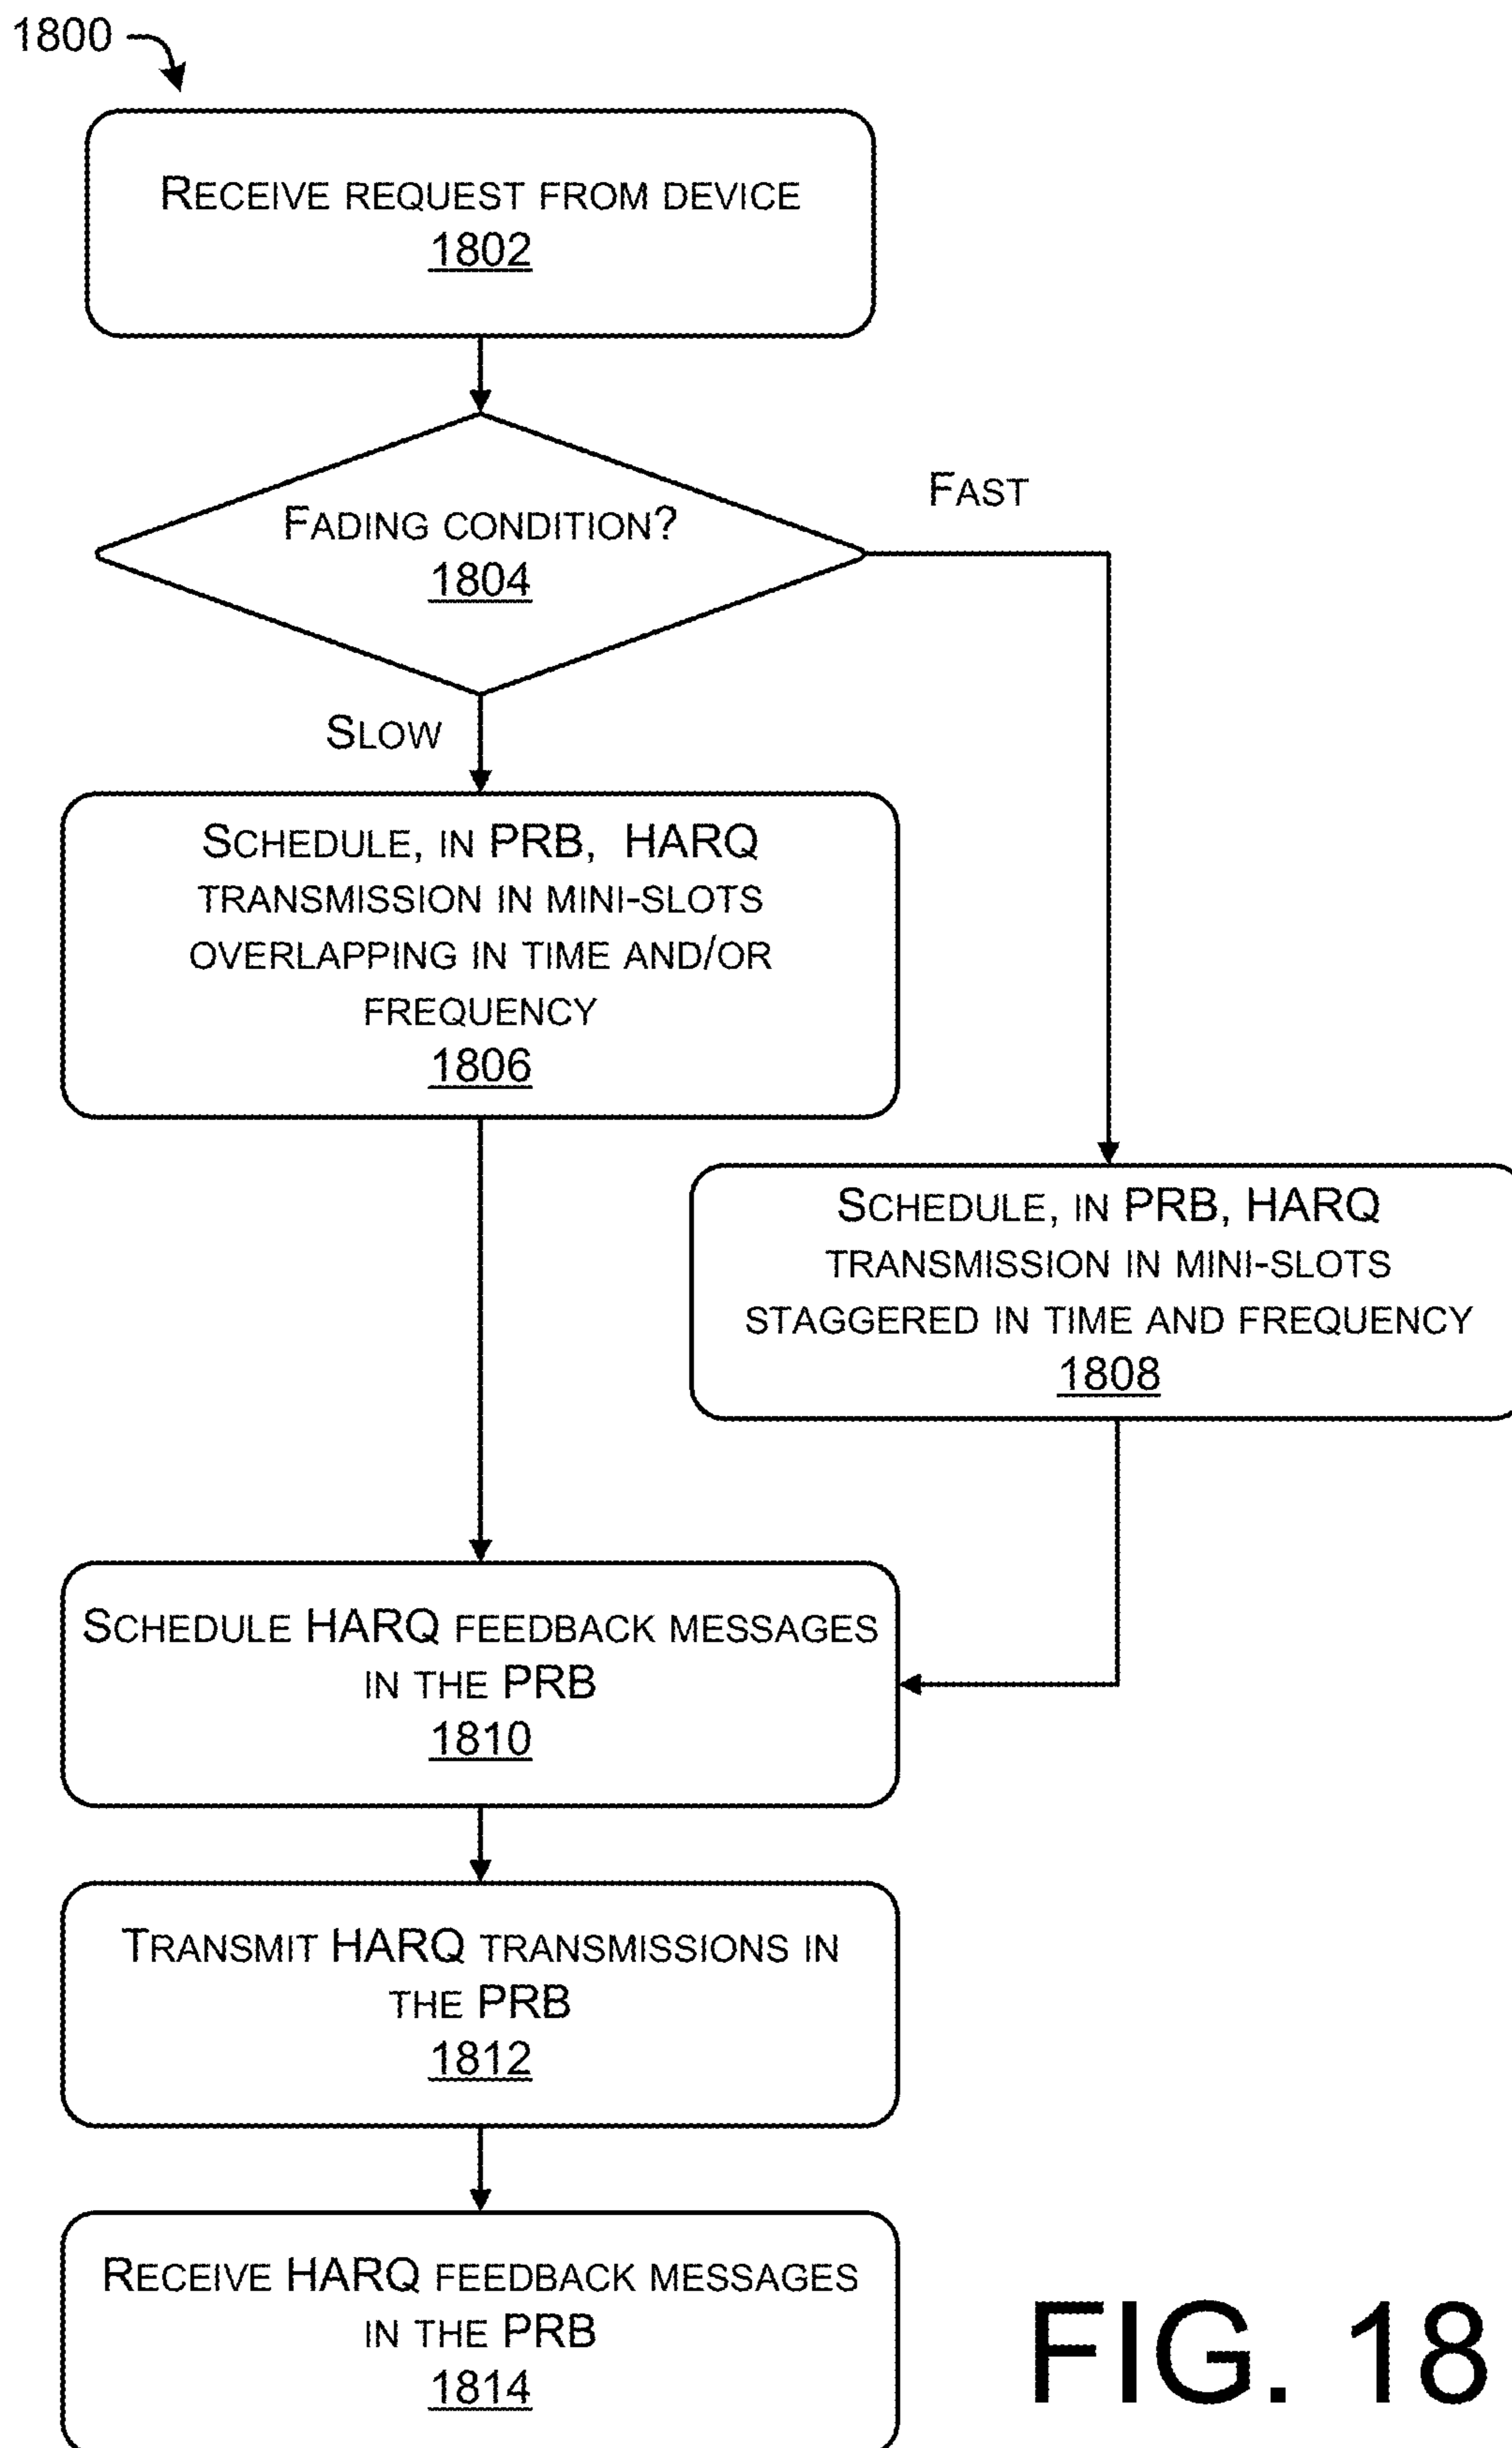 1800
RECEIVE REQUEST FROM DEVICE
1802
FADING CONDITION?
1804
FAST
SLOW
SCHEDULE, IN PRB, HARQ
TRANSMISSION IN MINI-SLOTS
OVERLAPPING IN TIME AND/OR
FREQUENCY
1806
SCHEDULE, IN PRB, HARQ
TRANSMISSION IN MINI-SLOTS
STAGGERED IN TIME AND FREQUENCY
1808
SCHEDULE HARQ FEEDBACK MESSAGES
IN THE PRB
1810
TRANSMIT HARQ TRANSMISSIONS IN
THE PRB
1812
RECEIVE HARQ FEEDBACK MESSAGES
IN THE PRB
1814
FIG. 18